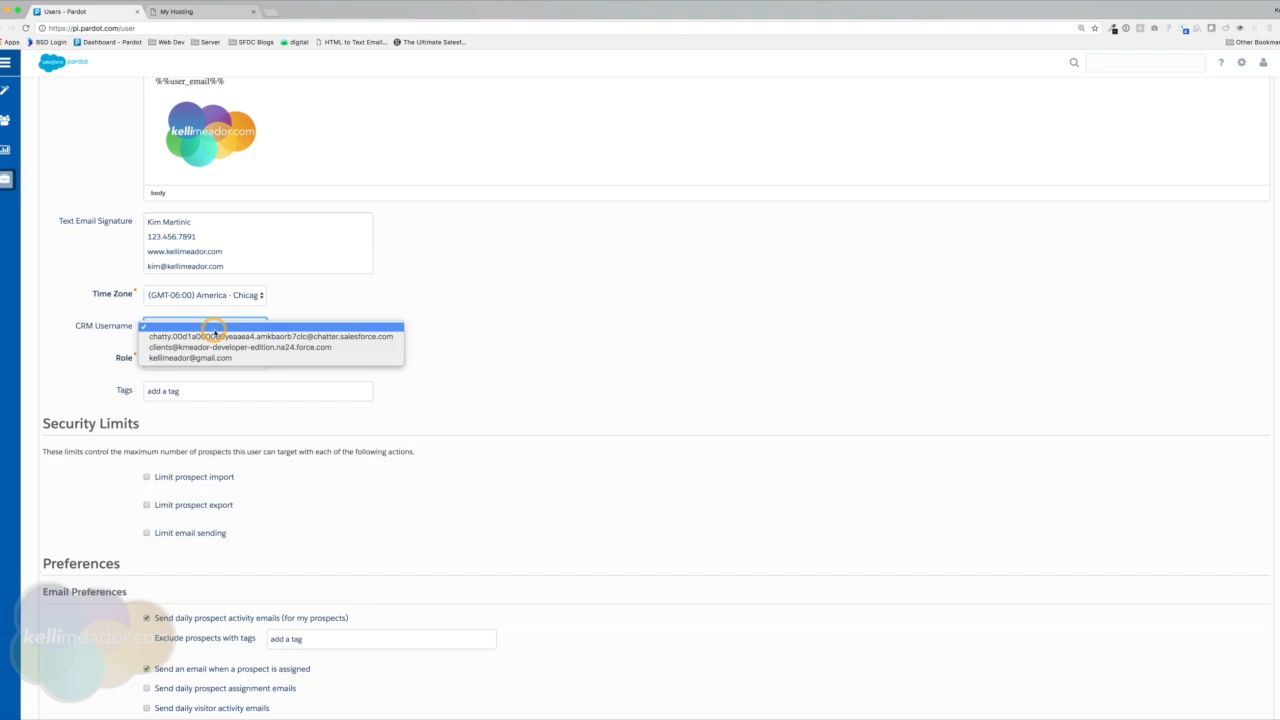 Users - Pardot
My Hosting
Ke
https://pi.pardot.com/user
Apps
BSD Login
Dashboard - Pardot
Web Dev
Server
SFDC Blogs
digital
HTML to Text Email...
The Ultimate Salesf...
Other Bookmar
salesforce pardot
%%user_email%%
kellimeador.com
body
Text Email Signature
Kim Martinic
123.456.7891
www.kellimeador.com
kim@kellimeador.com
Time Zone
(GMT-06:00) America - Chicag
CRM Username
clients@kmeador-developer-edition.na24.force.com
kellimeador@gmail.com
Role
Tags
add a tag
Security Limits
These limits control the maximum number of prospects this user can target with each of the following actions.
Limit prospect import
Limit prospect export
Limit email sending
Preferences
Email Preferences
Send daily prospect activity emails (for my prospects)
Exclude prospects with tags
add a tag
kellimeador.com
Send an email when a prospect is assigned
Send daily prospect assignment emails
Send daily visitor activity emails